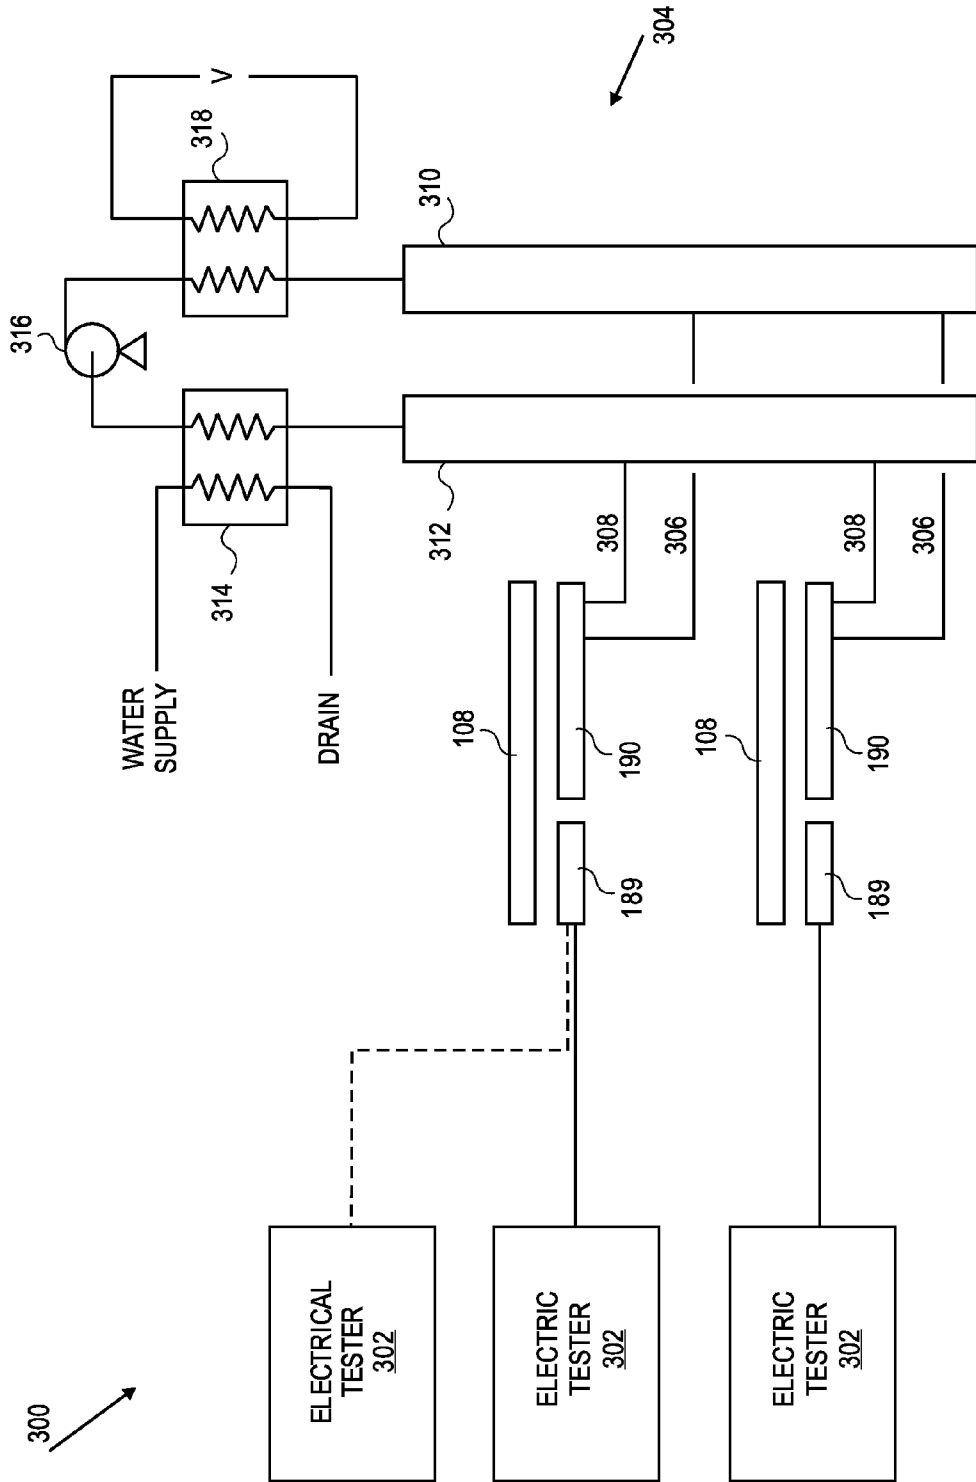 316
300
WATER
SUPPLY
318
V
314
DRAIN
ELECTRICAL
TESTER
302
312
310
108
ELECTRIC
TESTER
302
308
189
190
306
304
108
ELECTRIC
TESTER
302
308
189
190
306